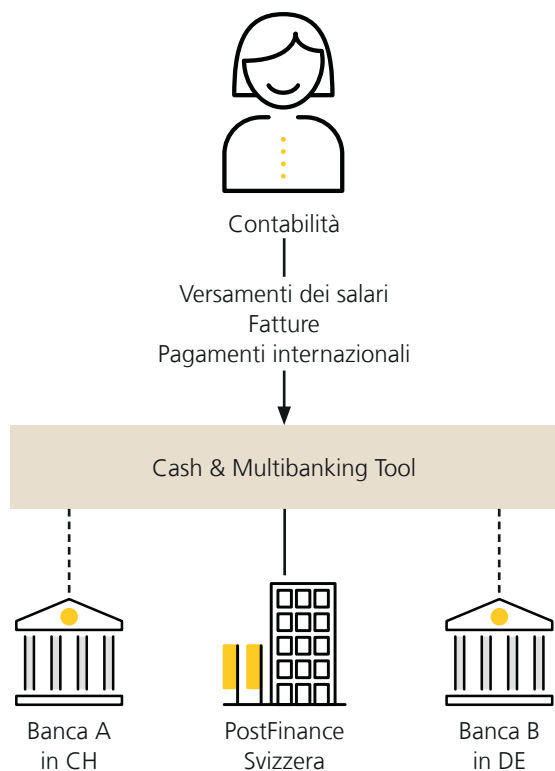 Contabilità
Versamenti dei salari
Fatture
Pagamenti internazionali
Cash & Multibanking Tool
Banca A
in CH
PostFinance
Svizzera
Banca B
in DE